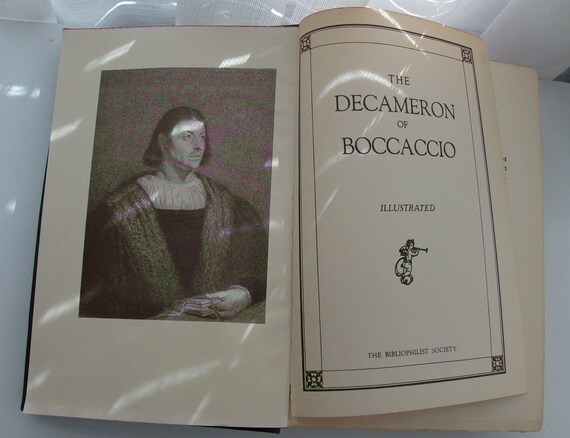 THE
DECAMERON
OF
BOCCACCIO
ILLUSTRATED
THE BIBLIOPHILIST SOCIETY